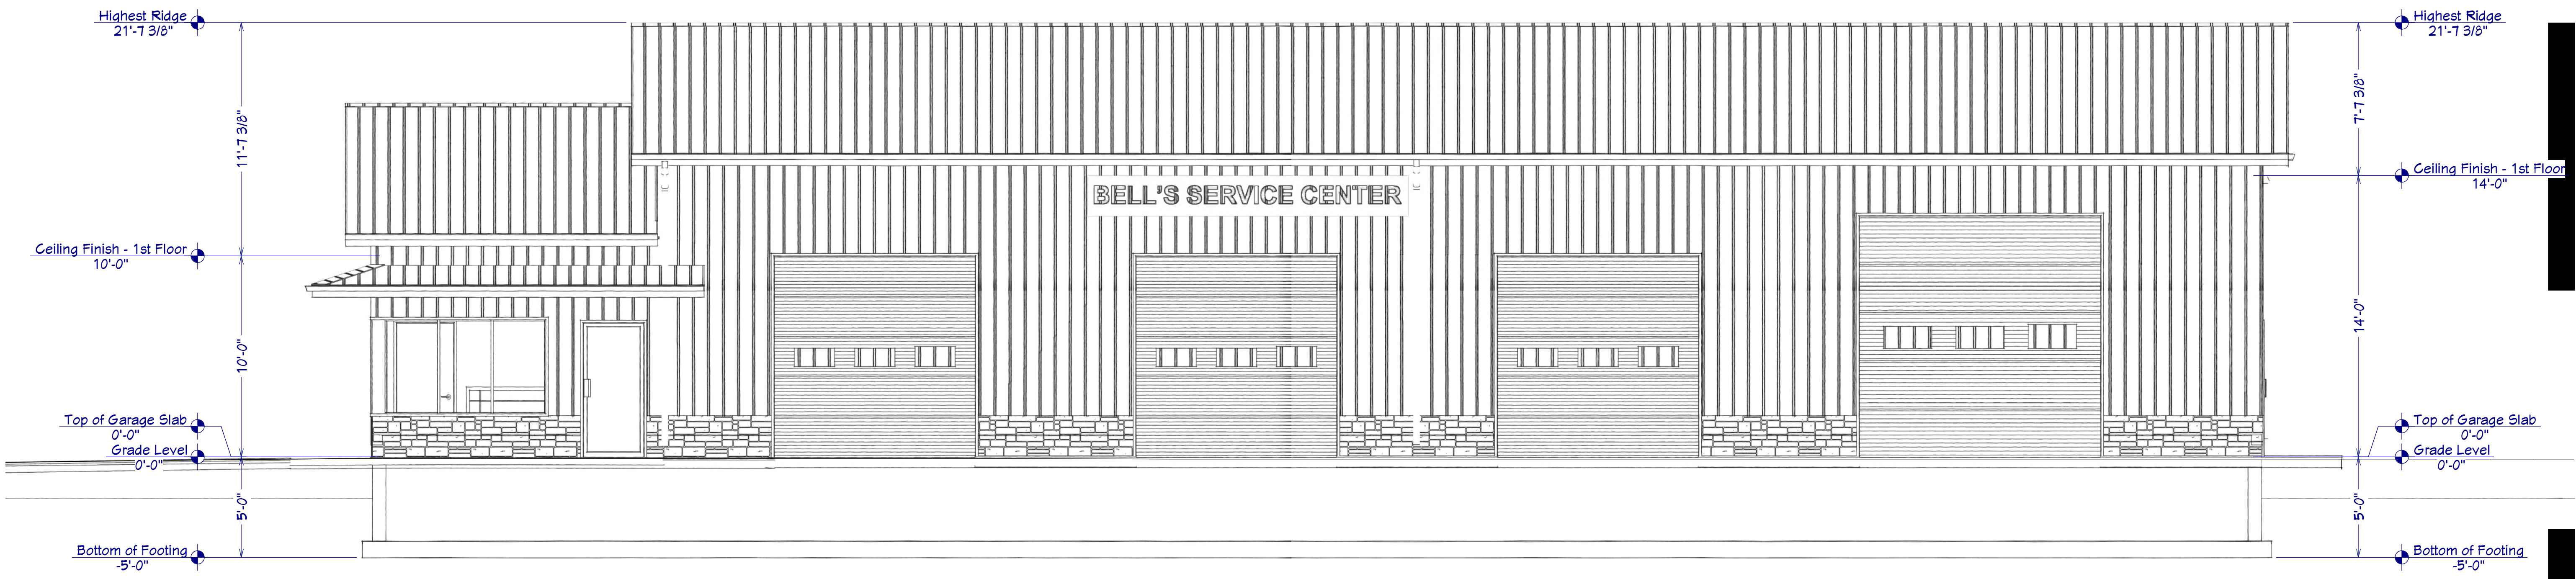 Highest Ridge
21'-7 3/8"
11'-7 3/8"
Ceiling Finish - 1st Floor
10'-0"
10'-0"
Top of Garage Slab
0'-0"
Grade Level
0'-0"
5'-0"
Bottom of Footing
-5'-0"
BELL'S SERVICE CENTER
Highest Ridge
21'-7 3/8"
7'-7 3/8"
Ceiling Finish - 1st Floor
14'-0"
14'-0"
Top of Garage Slab
0'-0"
Grade Level
0'-0"
5'-0"
Bottom of Footing
-5'-0"